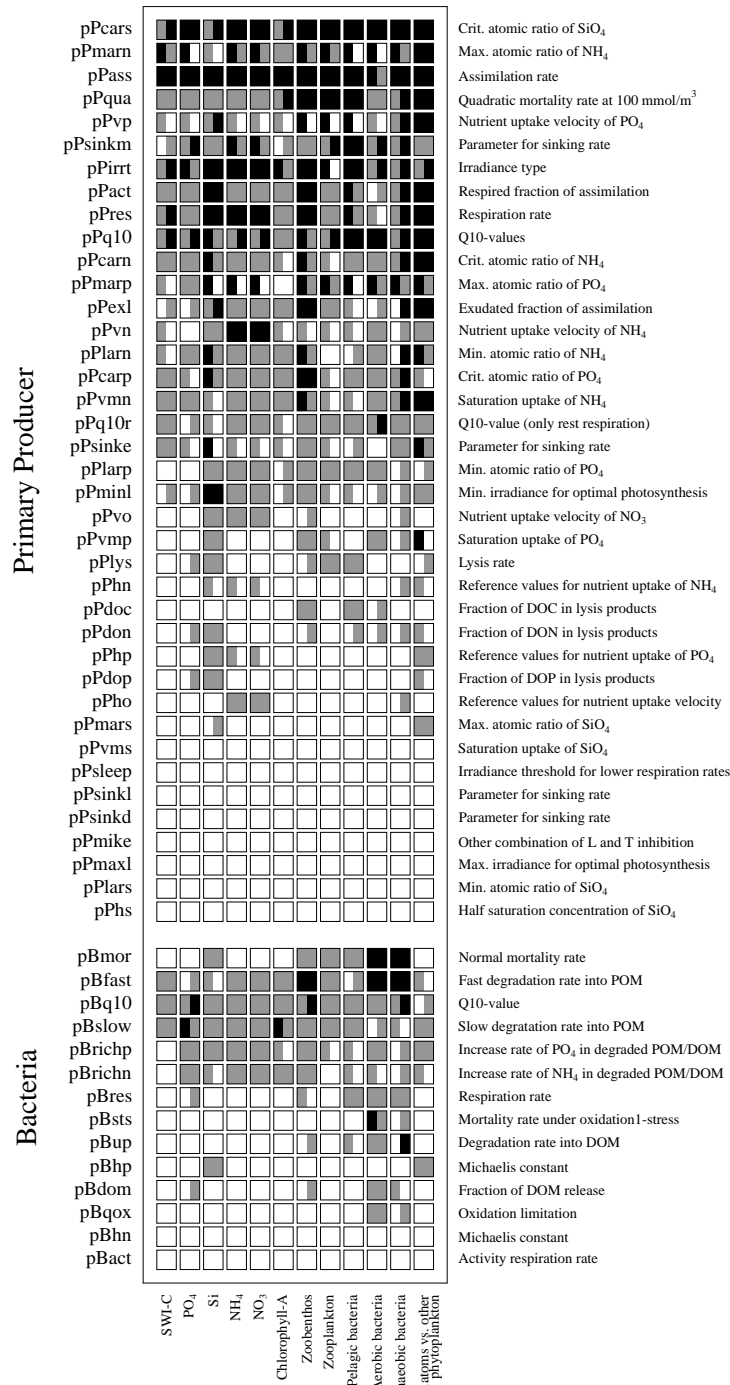 Primary Producer
pPcars Crit. atomic ratio of SiO₄
pPmarn Max. atomic ratio of NH₄
pPass Assimilation rate
pPqua Quadratic mortality rate at 100 mmol/m³
pPvp Nutrient uptake velocity of PO₄
pPsinkm Parameter for sinking rate
pPirrt Irradiance type
pPact Respired fraction of assimilation
pPres Respiration rate
pPq10 Q10-values
pPcarn Crit. atomic ratio of NH₄
pPmarp Max. atomic ratio of PO₄
pPexl Exudated fraction of assimilation
pPvn Nutrient uptake velocity of NH₄
pPlarn Min. atomic ratio of NH₄
pPcarp Crit. atomic ratio of PO₄
pPvmn Saturation uptake of NH₄
pPq10r Q10-value (only rest respiration)
pPsinke Parameter for sinking rate
pPlarp Min. atomic ratio of PO₄
pPminl Min. irradiance for optimal photosynthesis
pPvo Nutrient uptake velocity of NO₃
pPvmp Saturation uptake of PO₄
pPlys Lysis rate
pPhn Reference values for nutrient uptake of NH₄
pPdoc Fraction of DOC in lysis products
pPdon Fraction of DON in lysis products
pPhp Reference values for nutrient uptake of PO₄
pPdop Fraction of DOP in lysis products
pPho Reference values for nutrient uptake velocity
pPmars Max. atomic ratio of SiO₄
pPvms Saturation uptake of SiO₄
pPsleep Irradiance threshold for lower respiration rates
pPsinkl Parameter for sinking rate
pPsinkd Parameter for sinking rate
pPmike Other combination of L and T inhibition
pPmaxl Max. irradiance for optimal photosynthesis
pPlars Min. atomic ratio of SiO₄
pPhs Half saturation concentration of SiO₄
Bacteria
pBmor Normal mortality rate
pBfast Fast degradation rate into POM
pBq10 Q10-value
pBslow Slow degratation rate into POM
pBrichp Increase rate of PO₄ in degraded POM/DOM
pBrichn Increase rate of NH₄ in degraded POM/DOM
pBres Respiration rate
pBsts Mortality rate under oxidation1-stress
pBup Degradation rate into DOM
pBhp Michaelis constant
pBdom Fraction of DOM release
pBqox Oxidation limitation
pBhn Michaelis constant
pBact Activity respiration rate
SWI-C
PO₄
Si
NH₄
NO₃
Chlorophyll-A
Zoobenthos
Zooplankton
Pelagic bacteria
bacteria
bacteria
vs. other
phytoplankton